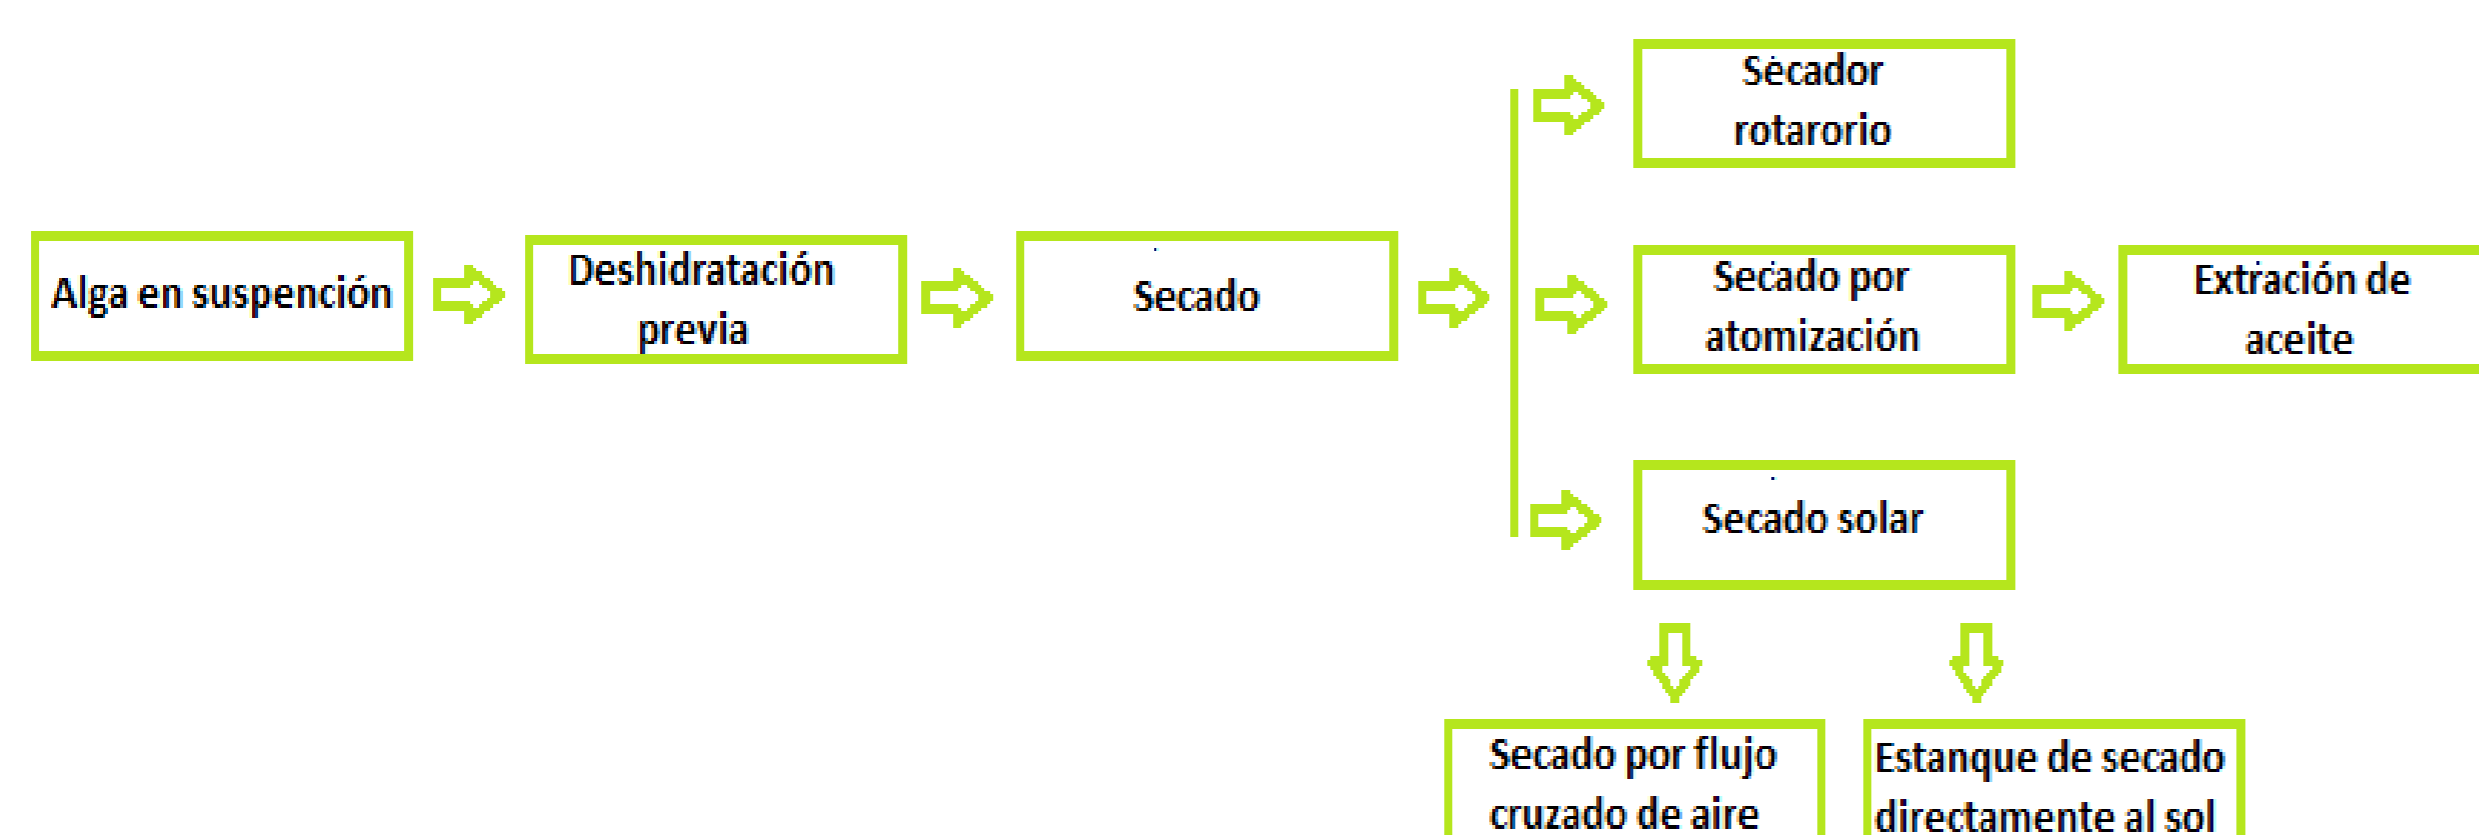 Secador
rotarorio
Alga en suspención
Deshidratación
previa
Secado
Secado por
atomización
Extración de
aceite
Secado solar
Secado por flujo
cruzado de aire
Estanque de secado
directamente al sol